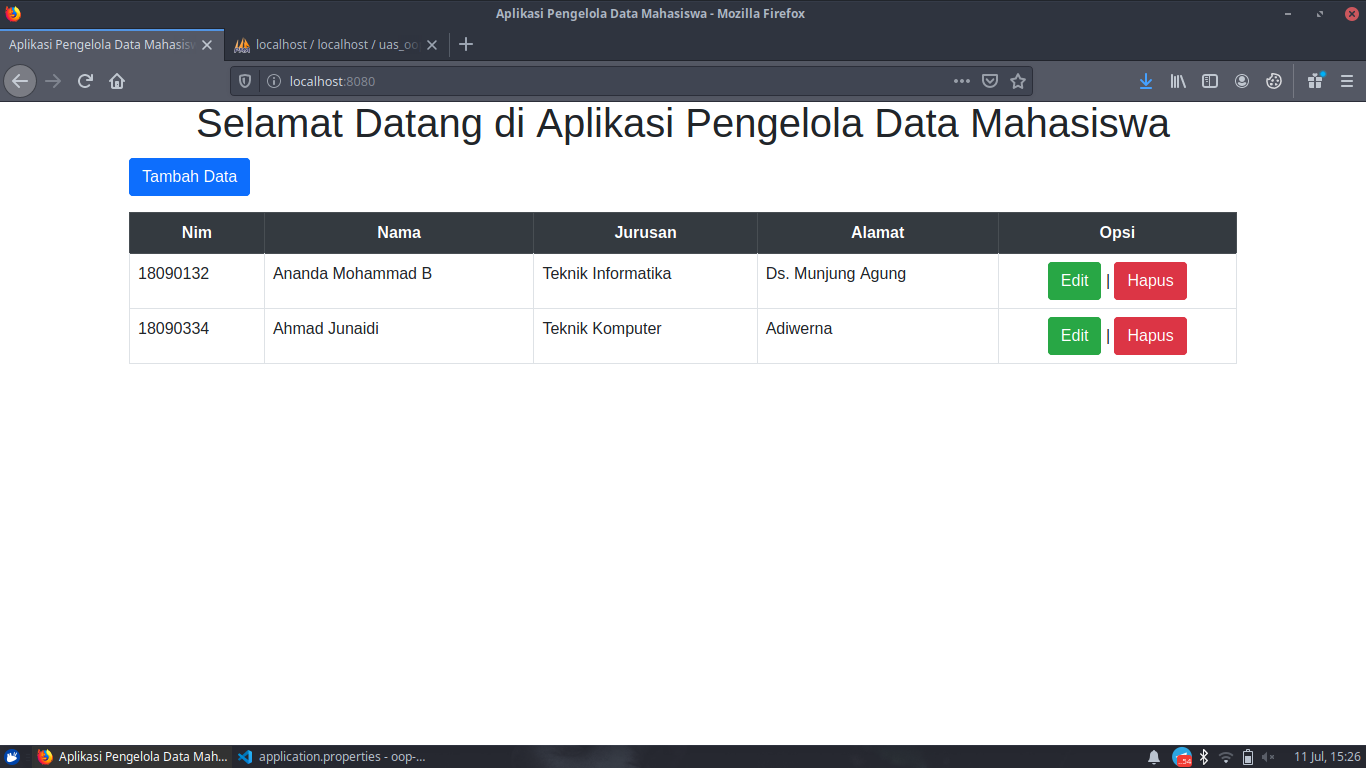 Aplikasi Pengelola Data Mahasiswa - Mozilla Firefox
Aplikasi Pengelola Data Mahasisw
localhost / localhost / uas_oo
localhost:8080
Selamat Datang di Aplikasi Pengelola Data Mahasiswa
Tambah Data
Nim Nama Jurusan Alamat Opsi
18090132 Ananda Mohammad B Teknik Informatika Ds. Munjung Agung Edit | Hapus
18090334 Ahmad Junaidi Teknik Komputer Adiwerna Edit | Hapus
Aplikasi Pengelola Data Mah... application.properties - oop-... 11 Jul, 15:26